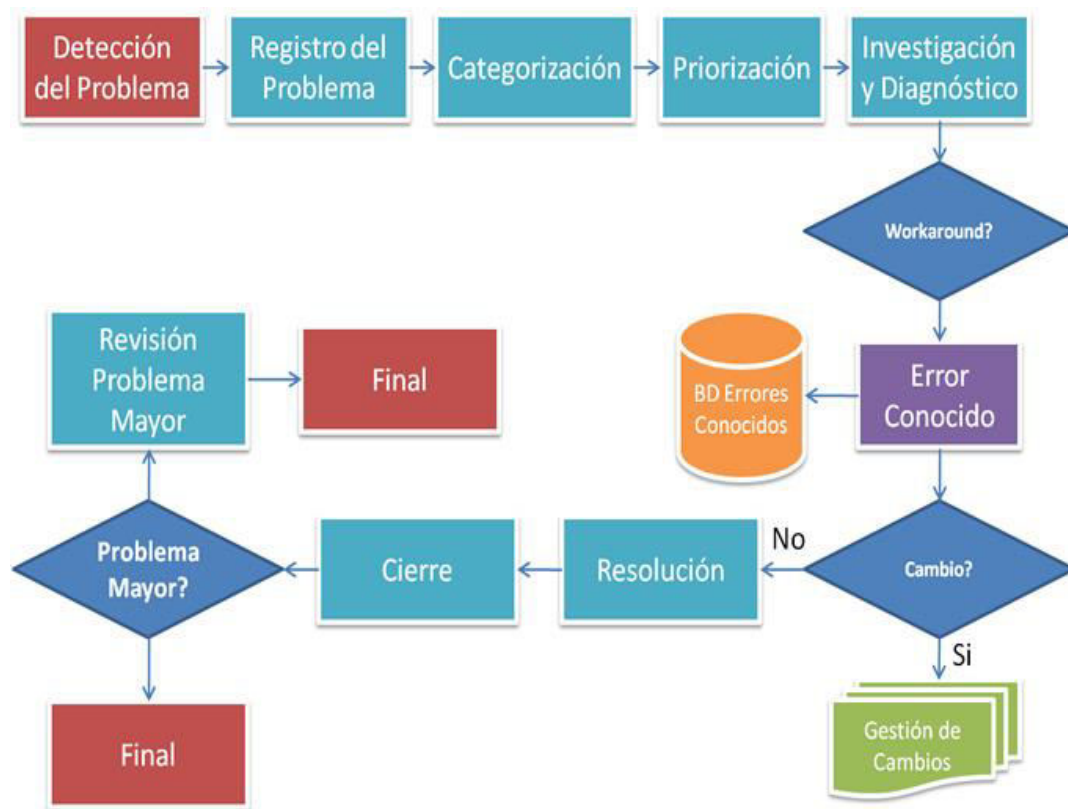 Detección
del Problema
Registro del
Problema
Categorización
Priorización
Investigación
y Diagnóstico
Workaround?
Error
Conocido
BD Errores
Conocidos
Cambio?
No
Si
Gestión de
Cambios
Resolución
Cierre
Problema
Mayor?
Revisión
Problema
Mayor
Final
Final